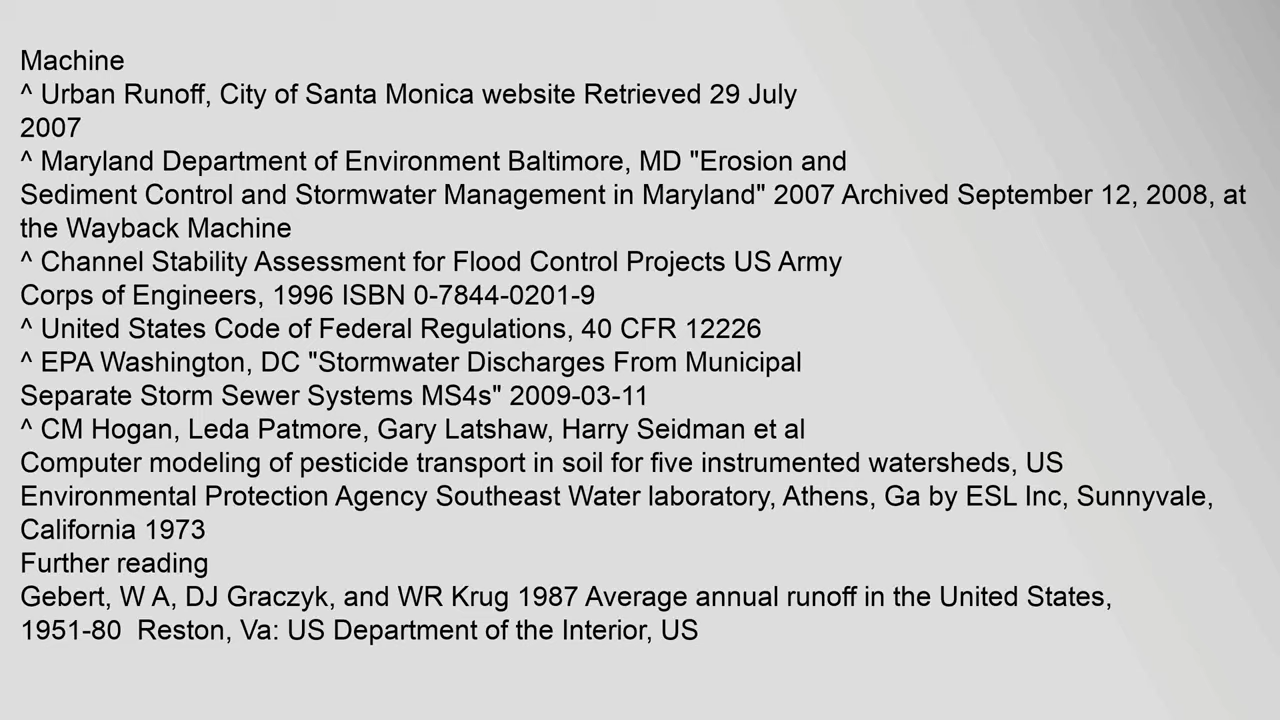 Machine
^ Urban Runoff, City of Santa Monica website Retrieved 29 July
2007
^ Maryland Department of Environment Baltimore, MD "Erosion and
Sediment Control and Stormwater Management in Maryland" 2007 Archived September 12, 2008, at
the Wayback Machine
^ Channel Stability Assessment for Flood Control Projects US Army
Corps of Engineers, 1996 ISBN 0-7844-0201-9
^ United States Code of Federal Regulations, 40 CFR 12226
^ EPA Washington, DC "Stormwater Discharges From Municipal
Separate Storm Sewer Systems MS4s" 2009-03-11
^ CM Hogan, Leda Patmore, Gary Latshaw, Harry Seidman et al
Computer modeling of pesticide transport in soil for five instrumented watersheds, US
Environmental Protection Agency Southeast Water laboratory, Athens, Ga by ESL Inc, Sunnyvale,
California 1973
Further reading
Gebert, W A, DJ Graczyk, and WR Krug 1987 Average annual runoff in the United States,
1951-80  Reston, Va: US Department of the Interior, US